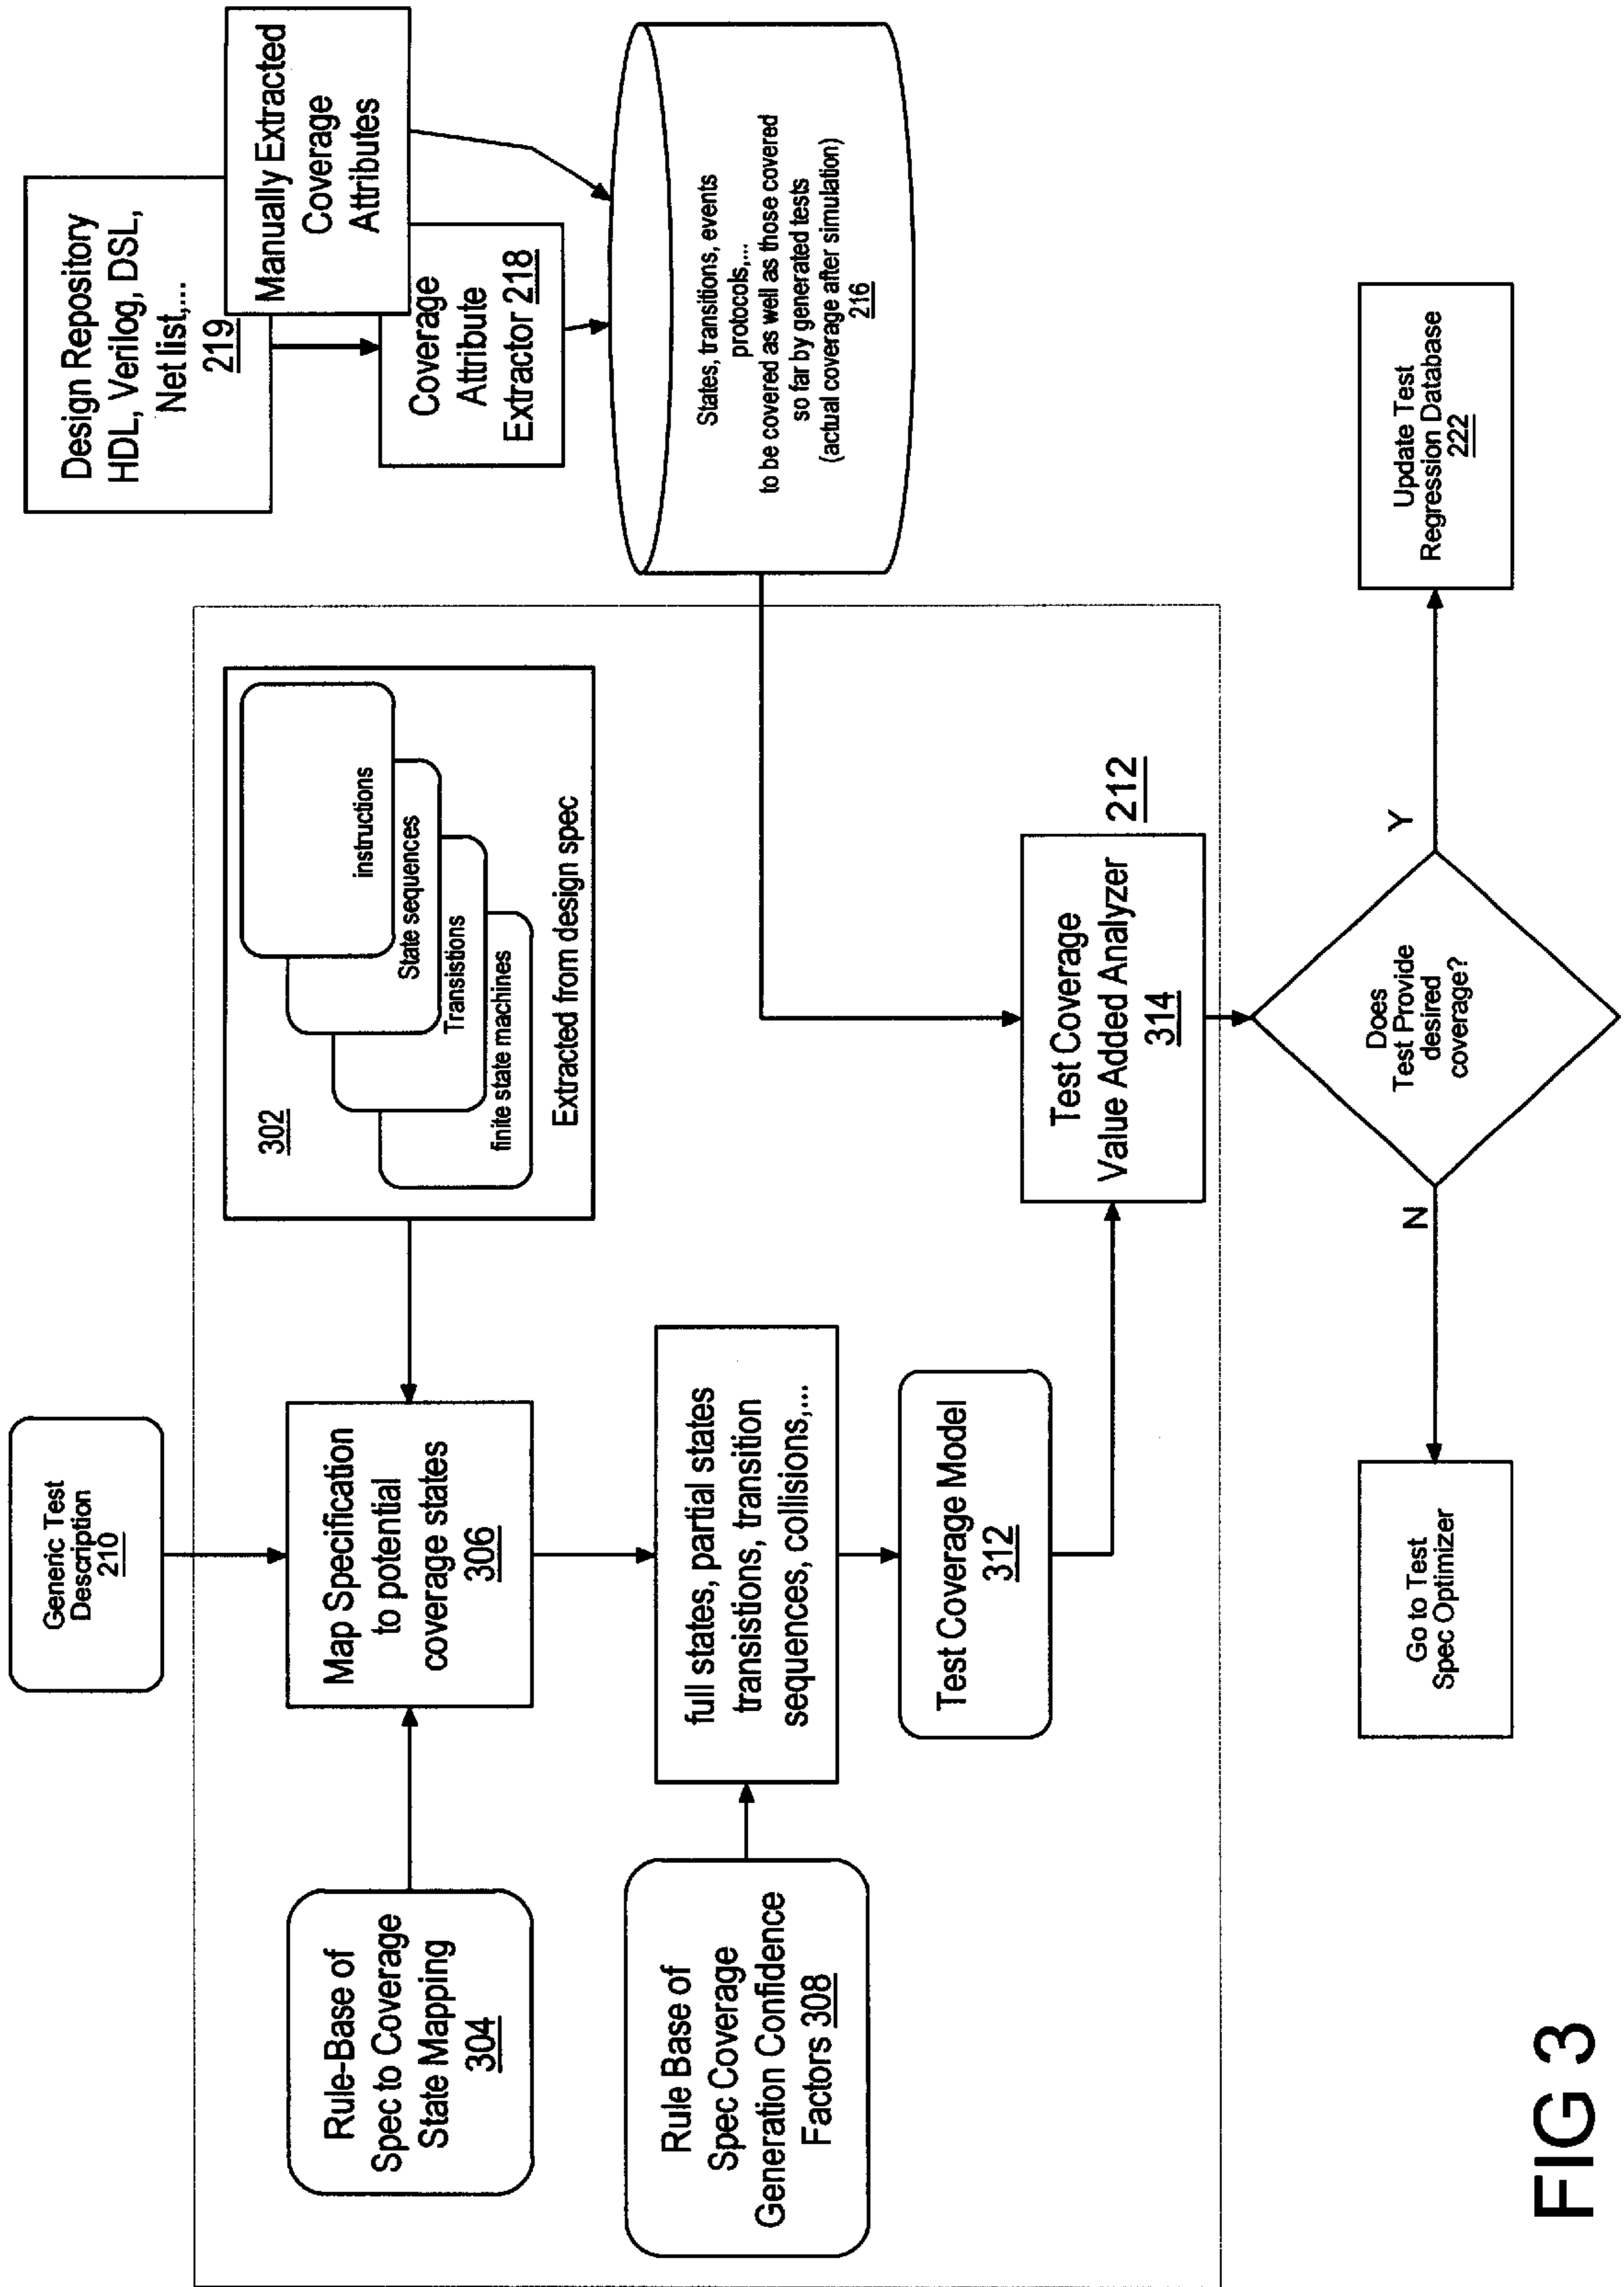 Generic Test
Description
210
Design Repository
HDL, Verilog, DSL,
Net list,...
219
Manually Extracted
Coverage
Attributes
Coverage
Attribute
Extractor 218
Rule-Base of
Spec to Coverage
State Mapping
304
Map Specification
to potential
coverage states
306
302
instructions
State sequences
Transistions
finite state machines
Extracted from design spec
States, transitions, events
protocols,...
to be covered as well as those covered
so far by generated tests
(actual coverage after simulation)
216
Rule Base of
Spec Coverage
Generation Confidence
Factors 308
full states, partial states
transistions, transition
sequences, collisions,...
Test Coverage Model
312
Test Coverage
Value Added Analyzer
314
212
Does
Test Provide
desired
coverage?
N
Y
Go to Test
Spec Optimizer
Update Test
Regression Database
222
FIG 3